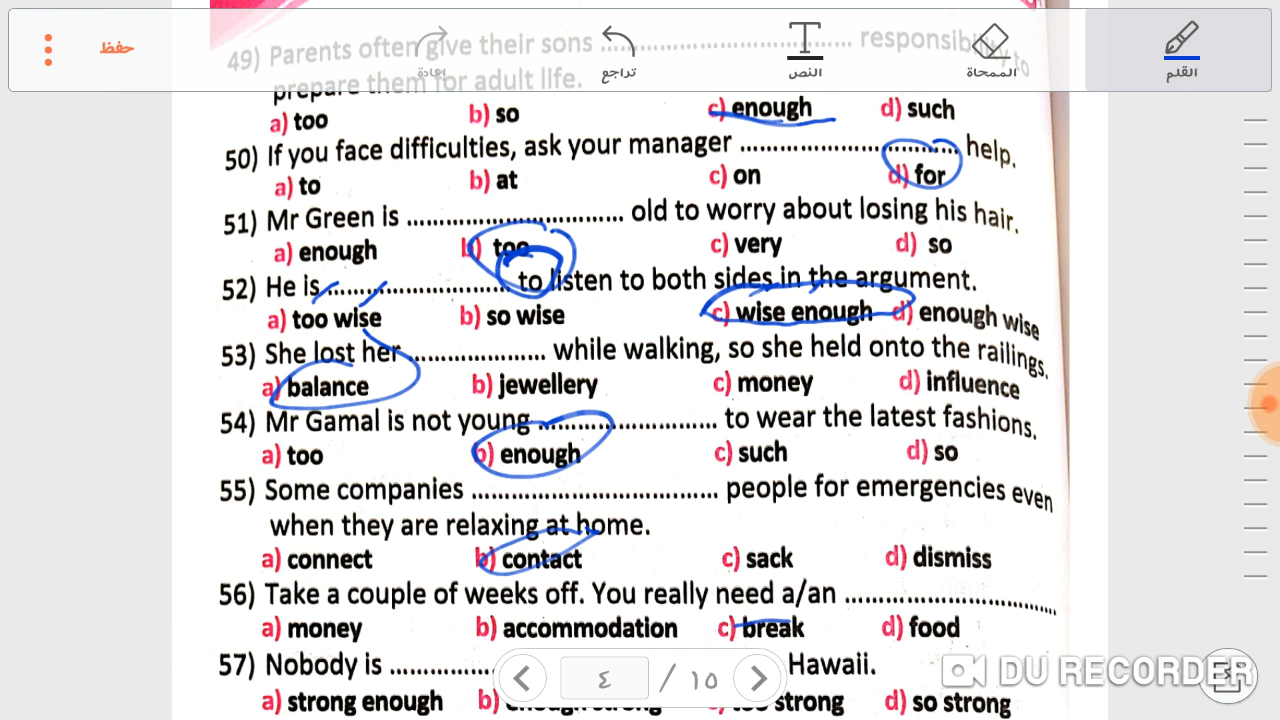 حفظ
إعادة
تراجع
النص
الممحاة
القلم
49) Parents often give their sons ........................................ responsibility to
prepare them for adult life.
a) too b) so c) enough d) such
50) If you face difficulties, ask your manager ................................... help.
a) to b) at c) on d) for
51) Mr Green is ................................... old to worry about losing his hair.
a) enough b) too c) very d) so
52) He is ............................. to listen to both sides in the argument.
a) too wise b) so wise c) wise enough d) enough wise
53) She lost her .................... while walking, so she held onto the railings.
a) balance b) jewellery c) money d) influence
54) Mr Gamal is not young ............................ to wear the latest fashions.
a) too b) enough c) such d) so
55) Some companies ...................................... people for emergencies even
when they are relaxing at home.
a) connect b) contact c) sack d) dismiss
56) Take a couple of weeks off. You really need a/an ................................
a) money b) accommodation c) break d) food
57) Nobody is ............... Hawaii.
a) strong enough b) strong d) so strong
٤ / ١٥
DU RECORDER